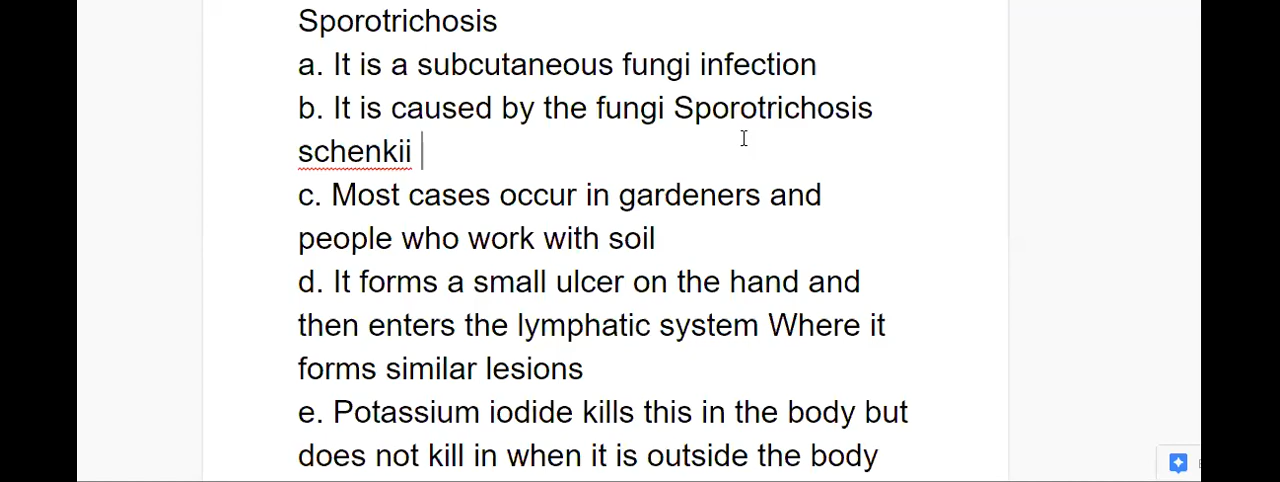 Sporotrichosis
a. It is a subcutaneous fungi infection
b. It is caused by the fungi Sporotrichosis
schenkii
c. Most cases occur in gardeners and
people who work with soil
d. It forms a small ulcer on the hand and
then enters the lymphatic system Where it
forms similar lesions
e. Potassium iodide kills this in the body but
does not kill in when it is outside the body